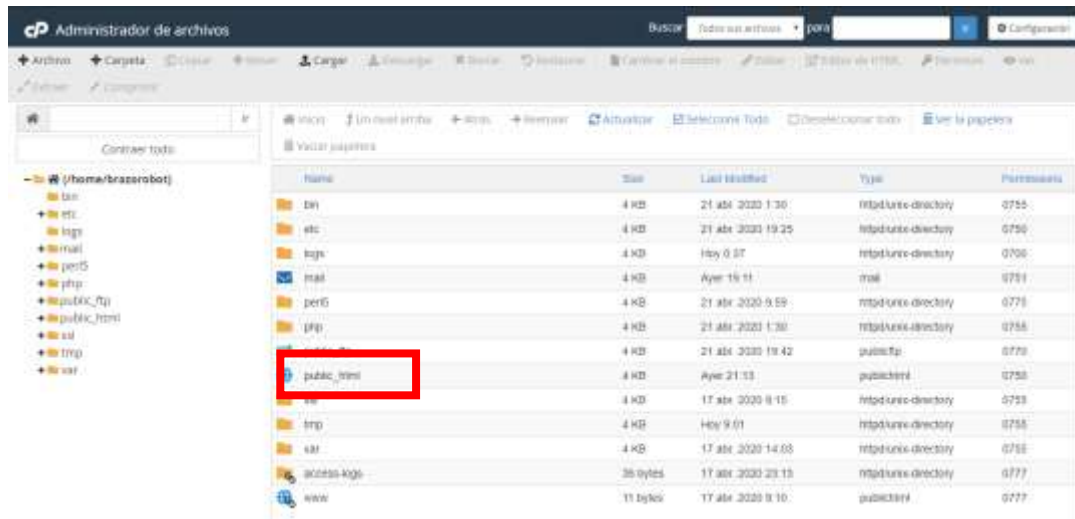 cP Administrador de archivos Buscar Todos sus archivos para Configuración
Archivo Carpeta Copiar Mover Cargar Descargar Eliminar Restaurar Cambiar el nombre Editar Editor de HTML Permisos Ver
Extraer Comprimir
Inicio Un nivel arriba Atrás Reenviar Actualizar Seleccione Todo Deseleccionar todo Ver la papelera
Vaciar papelera
Contraer todo
(/home/brazorobot)
bin
etc
logs
mail
perl5
php
public_ftp
public_html
ssl
tmp
var
Name Size Last Modified Type Permissions
bin 4 KB 21 abr. 2020 1:30 httpd/unix-directory 0755
etc 4 KB 21 abr. 2020 19:25 httpd/unix-directory 0750
logs 4 KB Hoy 0:37 httpd/unix-directory 0700
mail 4 KB Ayer 19:11 mail 0751
perl5 4 KB 21 abr. 2020 9:59 httpd/unix-directory 0775
php 4 KB 21 abr. 2020 1:30 httpd/unix-directory 0755
4 KB 21 abr. 2020 19:42 publicftp 0770
public_html 4 KB Ayer 21:13 publichtml 0750
4 KB 17 abr. 2020 9:15 httpd/unix-directory 0755
tmp 4 KB Hoy 9:01 httpd/unix-directory 0755
var 4 KB 17 abr. 2020 14:03 httpd/unix-directory 0755
access-logs 36 bytes 17 abr. 2020 23:15 httpd/unix-directory 0777
www 11 bytes 17 abr. 2020 9:10 publichtml 0777